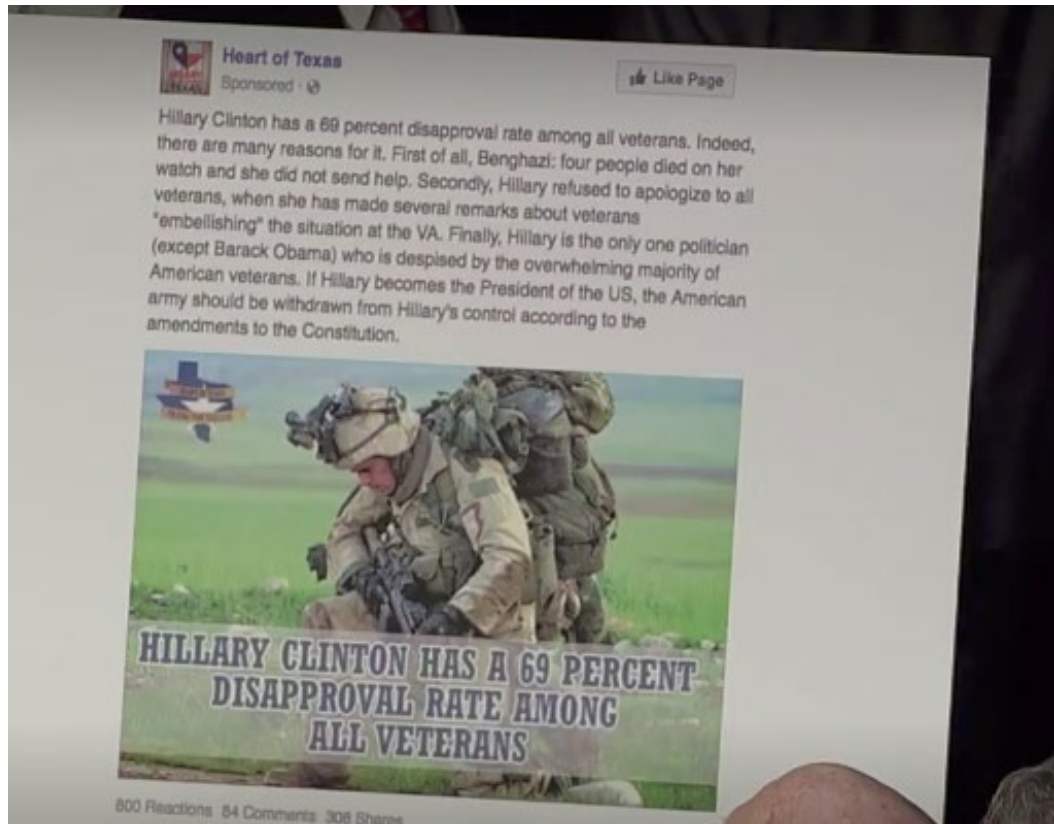 Heart of Texas
Sponsored ·
Like Page
Hillary Clinton has a 69 percent disapproval rate among all veterans. Indeed,
there are many reasons for it. First of all, Benghazi: four people died on her
watch and she did not send help. Secondly, Hillary refused to apologize to all
veterans, when she has made several remarks about veterans
"embellishing" the situation at the VA. Finally, Hillary is the only one politician
(except Barack Obama) who is despised by the overwhelming majority of
American veterans. If Hillary becomes the President of the US, the American
army should be withdrawn from Hillary's control according to the
amendments to the Constitution.
HILLARY CLINTON HAS A 69 PERCENT
DISAPPROVAL RATE AMONG
ALL VETERANS
800 Reactions 84 Comments 308 Shares